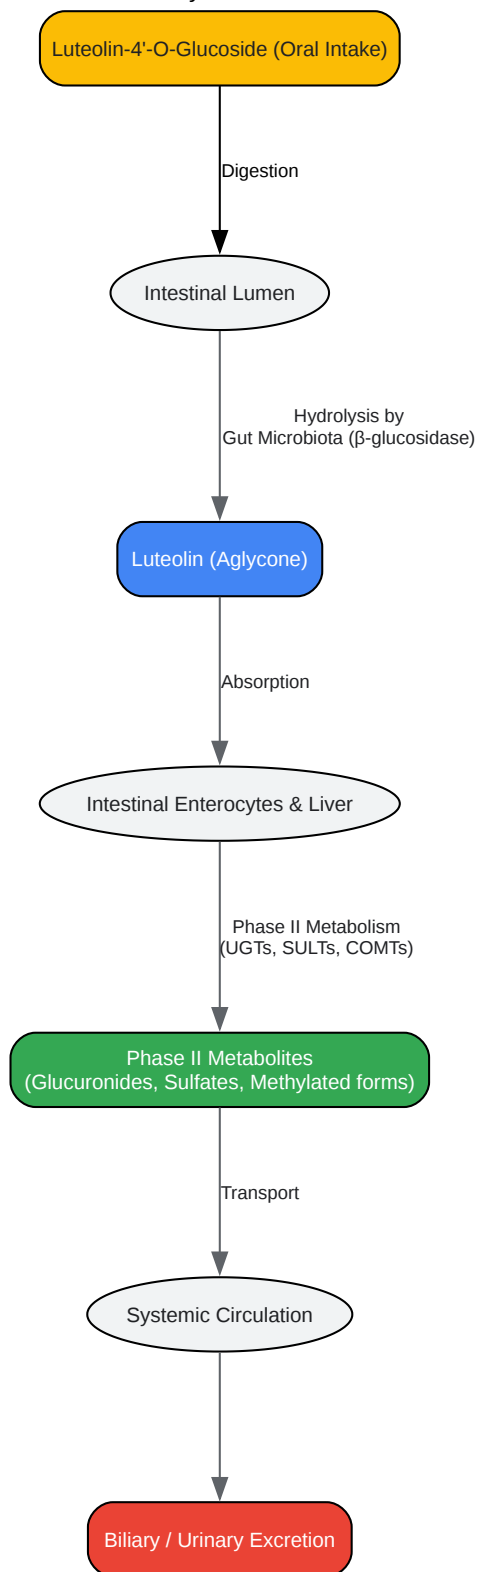 Luteolin-4'-O-Glucoside (Oral Intake)
Digestion
Intestinal Lumen
Hydrolysis by
Gut Microbiota (β-glucosidase)
Luteolin (Aglycone)
Absorption
Intestinal Enterocytes & Liver
Phase II Metabolism
(UGTs, SULTs, COMTs)
Phase II Metabolites
(Glucuronides, Sulfates, Methylated forms)
Transport
Systemic Circulation
Biliary / Urinary Excretion